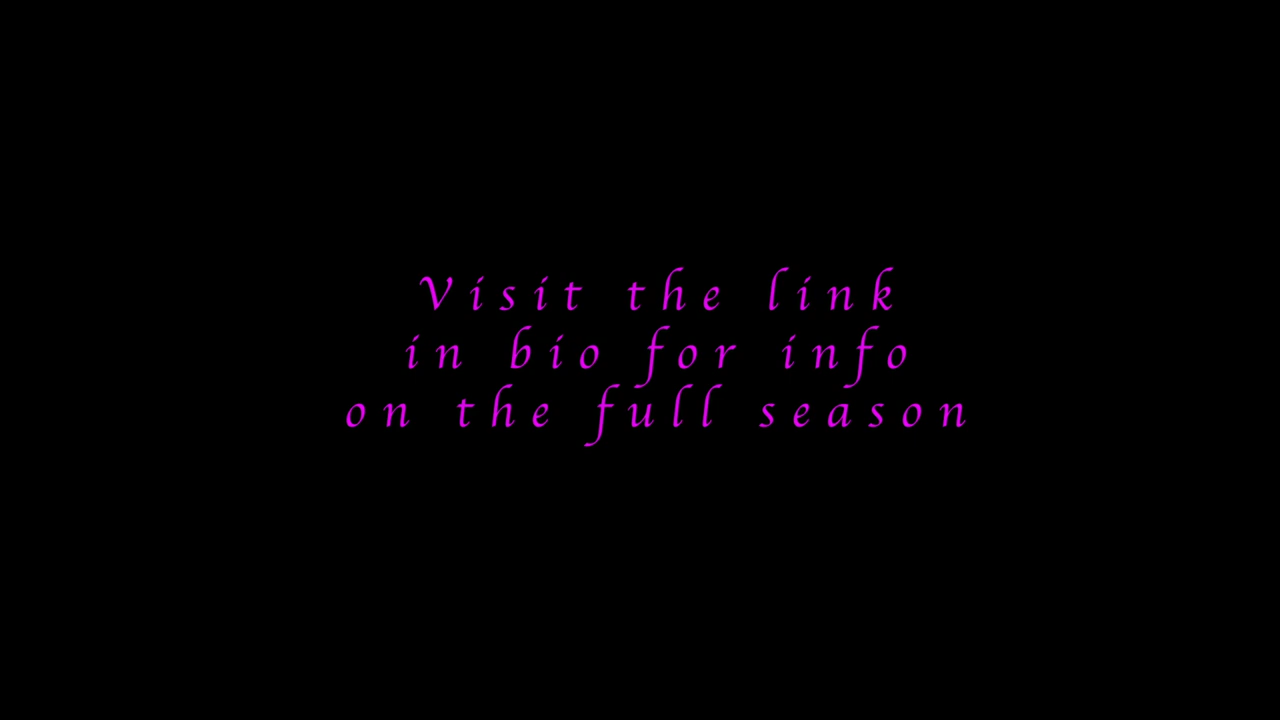 Visit the link
in bio for info
on the full season